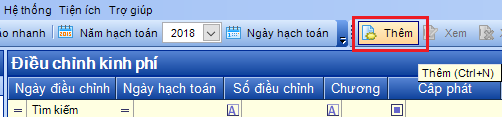 Hệ thống Tiện ích Trợ giúp
nhanh Năm hạch toán 2018 Ngày hạch toán Thêm Xem
Điều chỉnh kinh phí
Thêm (Ctrl+N)
Ngày điều chỉnh Ngày hạch toán Số điều chỉnh Chương Cấp phát
= Tìm kiếm = A A